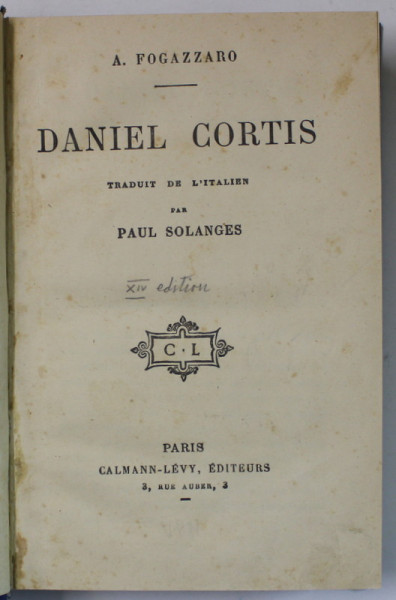 A. FOGAZZARO
DANIEL CORTIS
TRADUIT DE L'ITALIEN
PAR
PAUL SOLANGES
XIV edition
C·L
PARIS
CALMANN-LÉVY, ÉDITEURS
3, RUE AUBER, 3